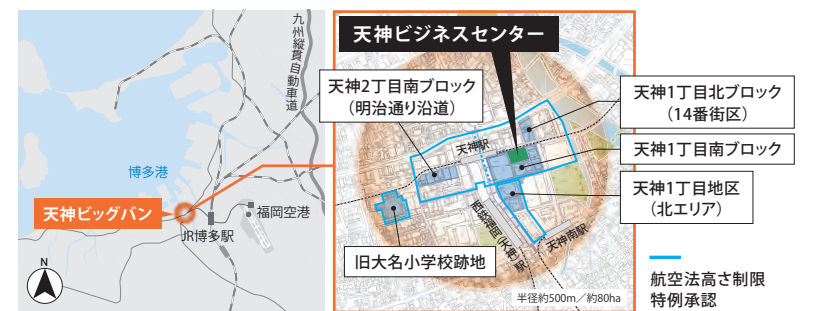 九州縦貫自動車道
博多港
天神ビッグバン
福岡空港
JR博多駅
N
天神ビジネスセンター
天神2丁目南ブロック
（明治通り沿道）
天神1丁目北ブロック
（14番街区）
天神1丁目南ブロック
天神1丁目地区
（北エリア）
天神駅
西鉄福岡（天神）駅
天神南駅
旧大名小学校跡地
半径約500m／約80ha
航空法高さ制限
特例承認